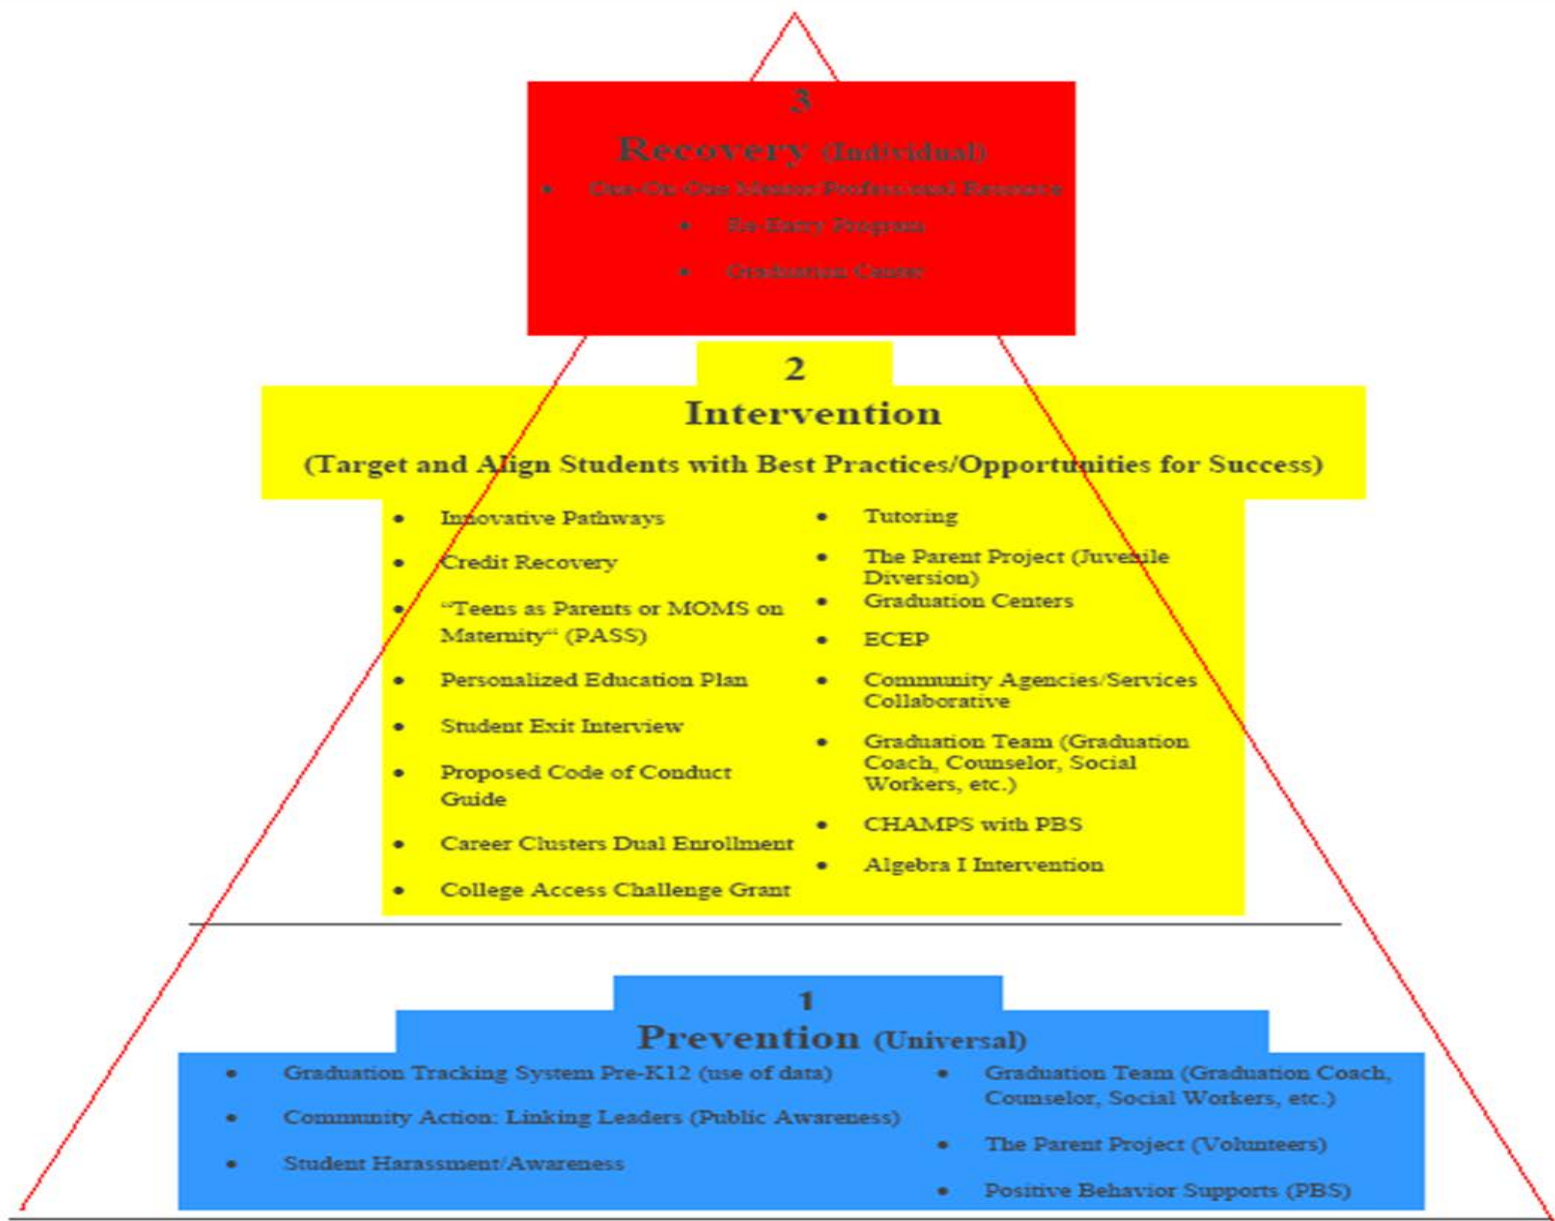 3
Recovery (Individual)
• One-On-One Mentor/Professional Resource
• Re-Entry Program
• Graduation Center
2
Intervention
(Target and Align Students with Best Practices/Opportunities for Success)
• Innovative Pathways
• Credit Recovery
• “Teens as Parents or MOMS on
Maternity“ (PASS)
• Personalized Education Plan
• Student Exit Interview
• Proposed Code of Conduct
Guide
• Career Clusters Dual Enrollment
• College Access Challenge Grant
• Tutoring
• The Parent Project (Juvenile
Diversion)
• Graduation Centers
• ECEP
• Community Agencies/Services
Collaborative
• Graduation Team (Graduation
Coach, Counselor, Social
Workers, etc.)
• CHAMPS with PBS
• Algebra I Intervention
1
Prevention (Universal)
• Graduation Tracking System Pre-K12 (use of data)
• Community Action: Linking Leaders (Public Awareness)
• Student Harassment/Awareness
• Graduation Team (Graduation Coach,
Counselor, Social Workers, etc.)
• The Parent Project (Volunteers)
• Positive Behavior Supports (PBS)